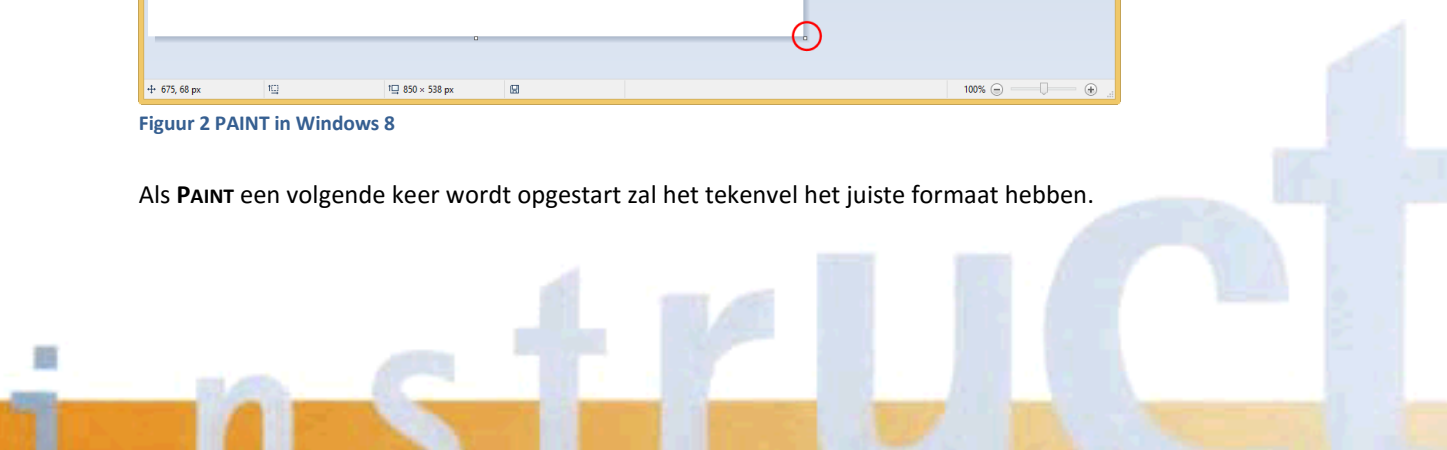 675, 68 px
850 × 538 px
100%
Figuur 2 PAINT in Windows 8
Als PAINT een volgende keer wordt opgestart zal het tekenvel het juiste formaat hebben.
instruct